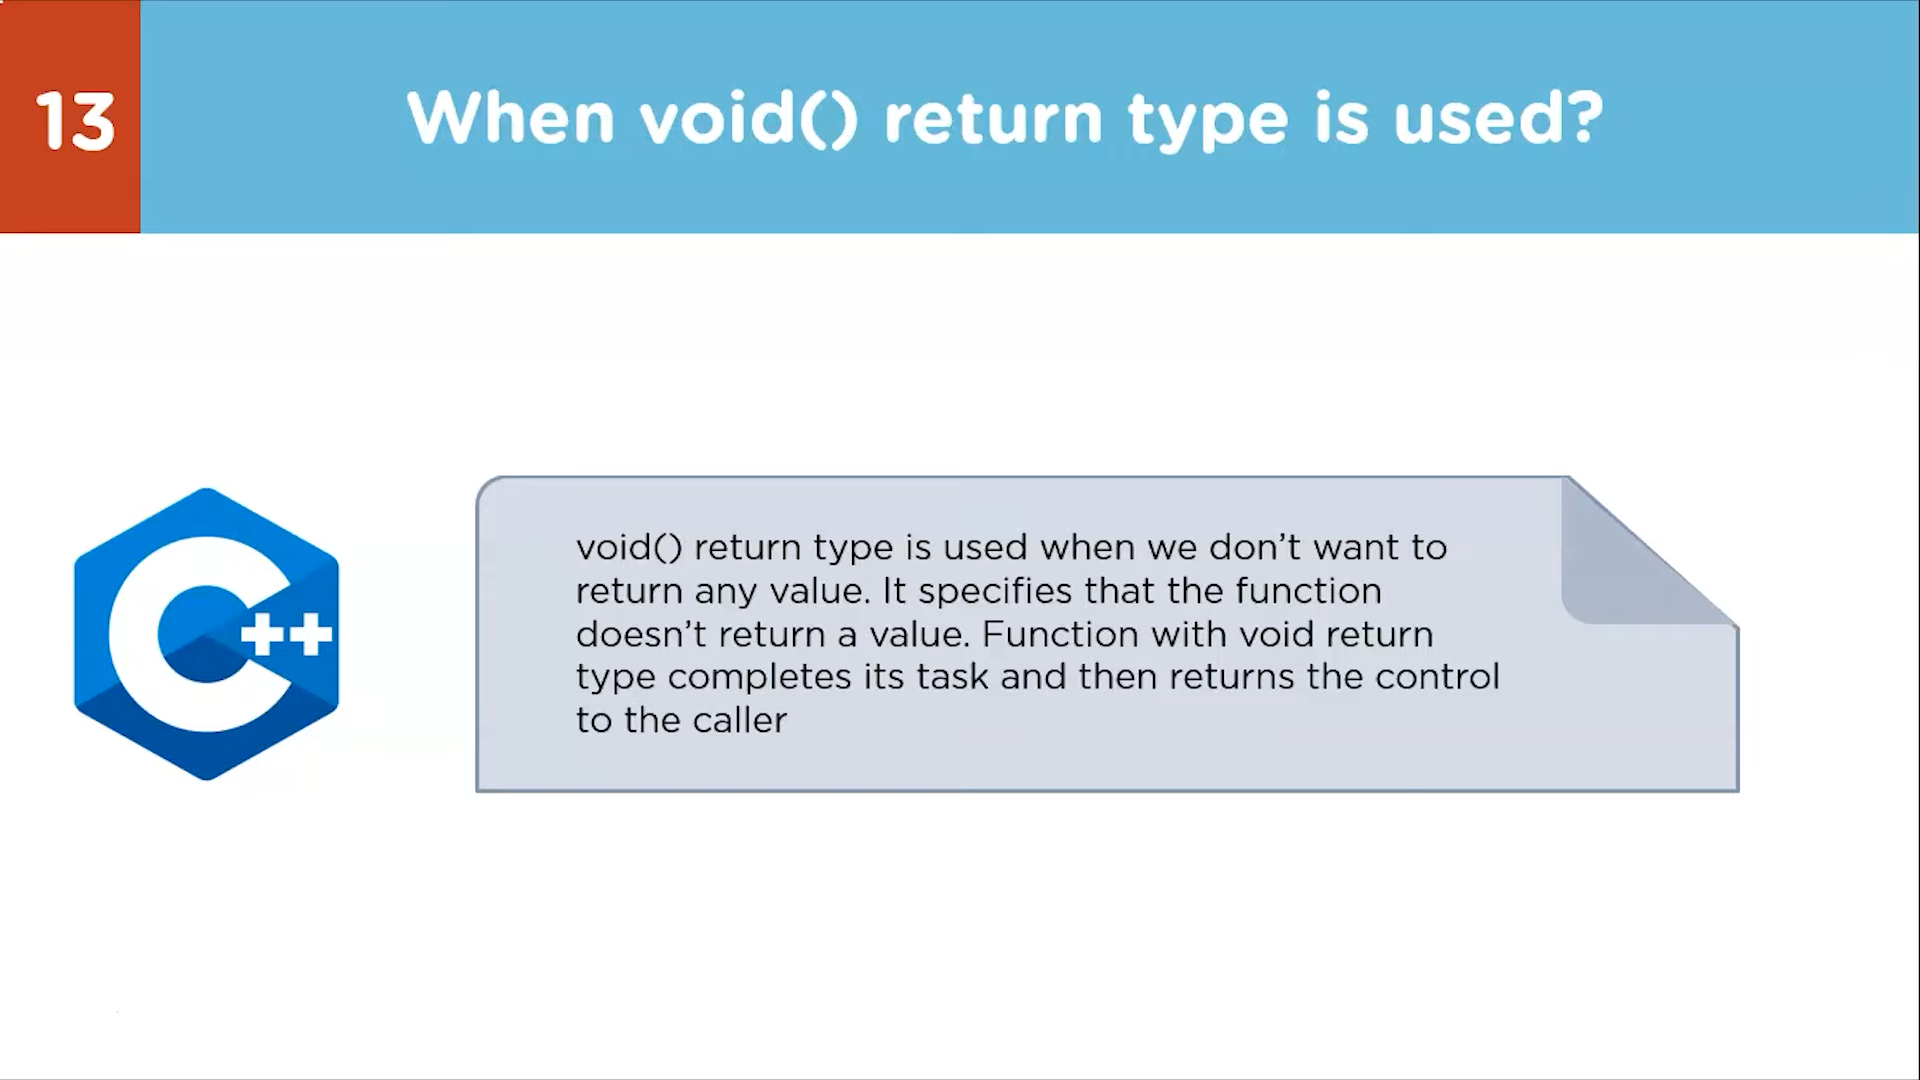 13
When void() return type is used?
C++
void() return type is used when we don’t want to
return any value. It specifies that the function
doesn’t return a value. Function with void return
type completes its task and then returns the control
to the caller